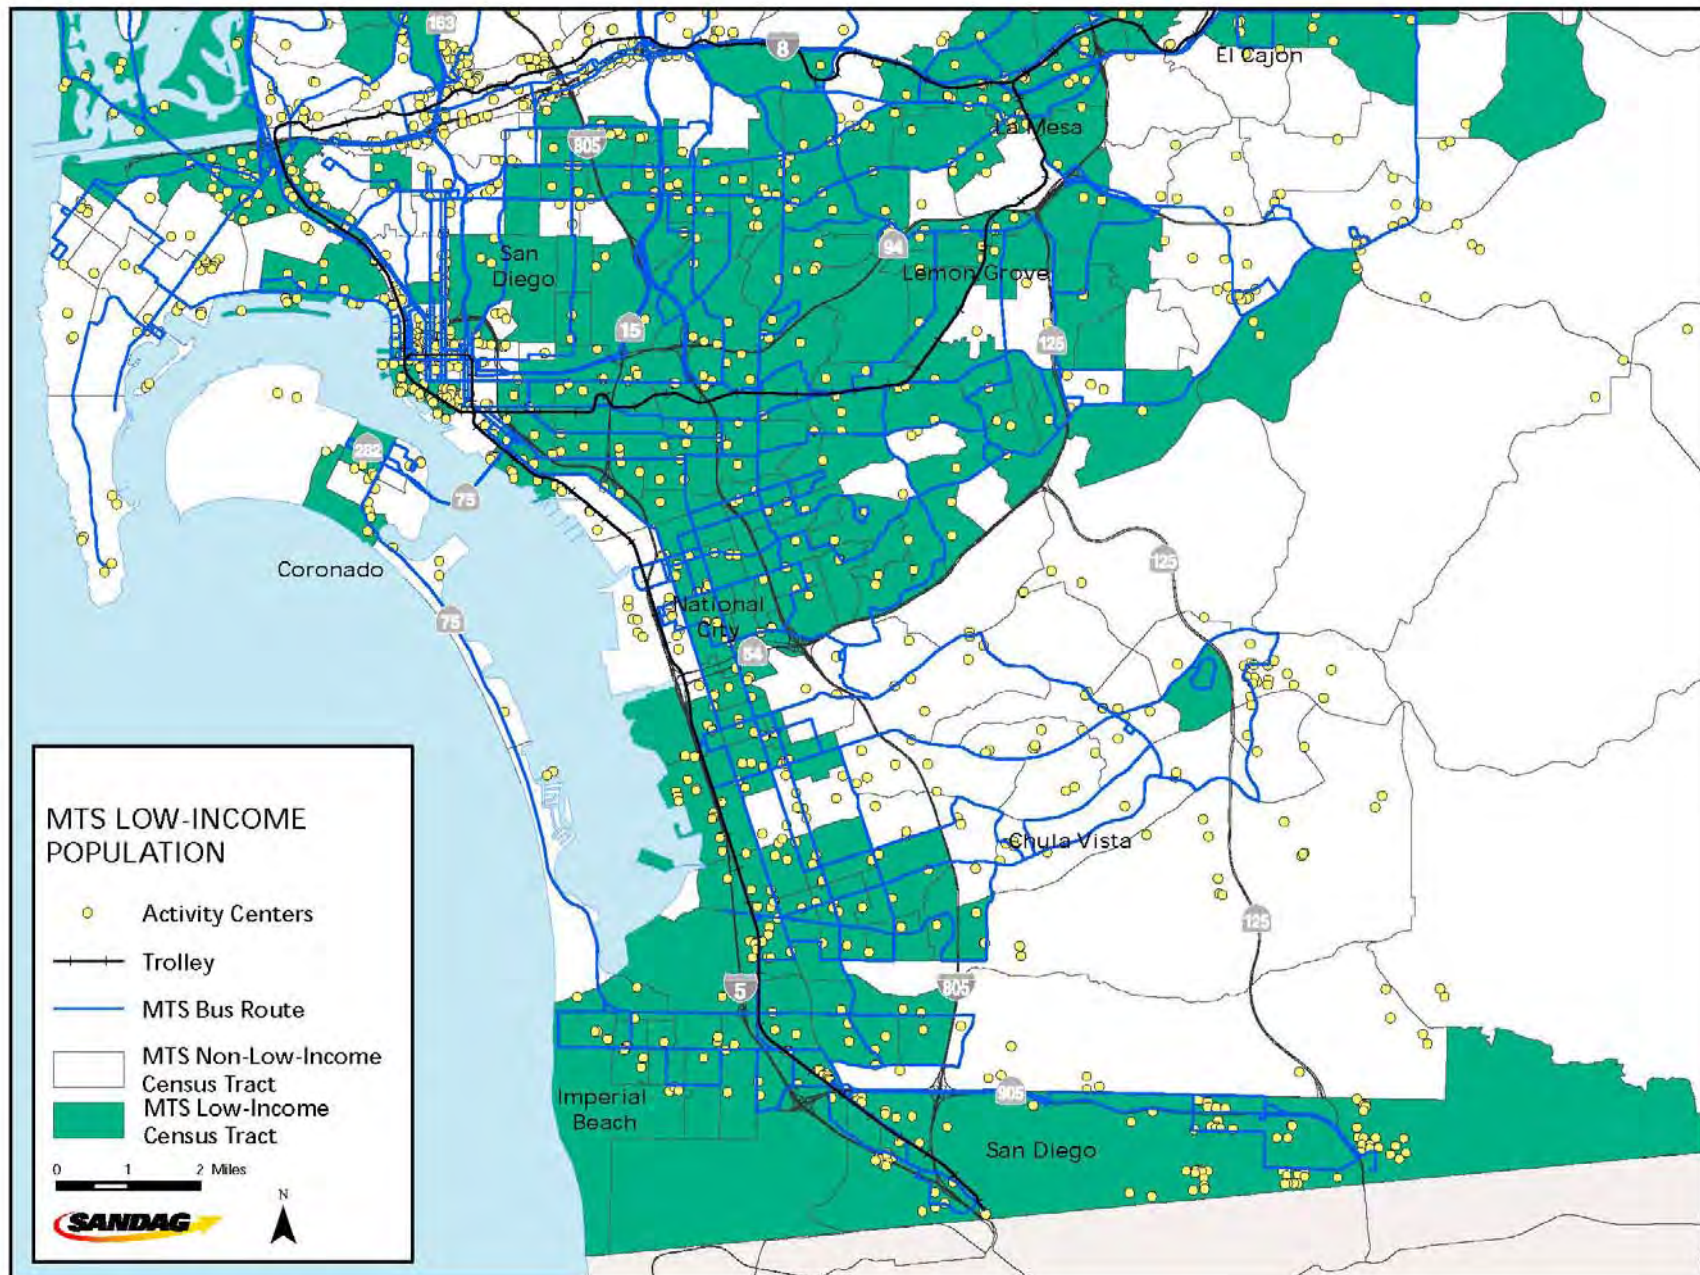 163
8
El Cajon
La Mesa
805
94
San
Diego
Lemon Grove
15
125
282
75
Coronado
125
75
National
City
54
Chula Vista
125
5
805
905
Imperial
Beach
San Diego
MTS LOW-INCOME
POPULATION
Activity Centers
Trolley
MTS Bus Route
MTS Non-Low-Income
Census Tract
MTS Low-Income
Census Tract
0 1 2 Miles
N
SANDAG